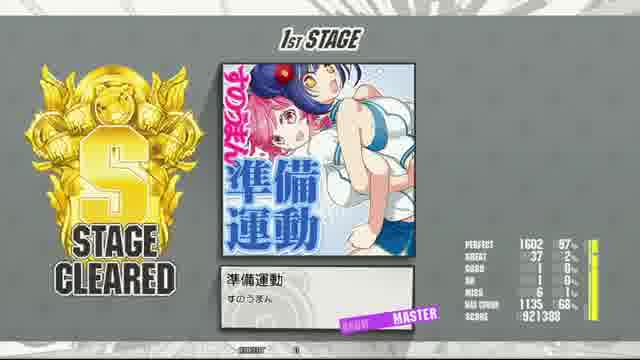 1ST STAGE
S
STAGE
CLEARED
すのうまん
準備
運動
準備運動
すのうまん
MASTER
PERFECT 1602 97%
GREAT 37 2%
GOOD 1 0%
1 0%
MISS 6 1%
MAX COMBO 1135 68%
SCORE 921388